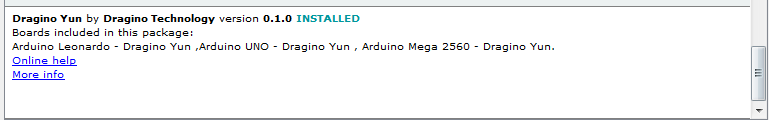 Dragino Yun by Dragino Technology version 0.1.0 INSTALLED
Boards included in this package:
Arduino Leonardo - Dragino Yun ,Arduino UNO - Dragino Yun , Arduino Mega 2560 - Dragino Yun.
Online help
More info